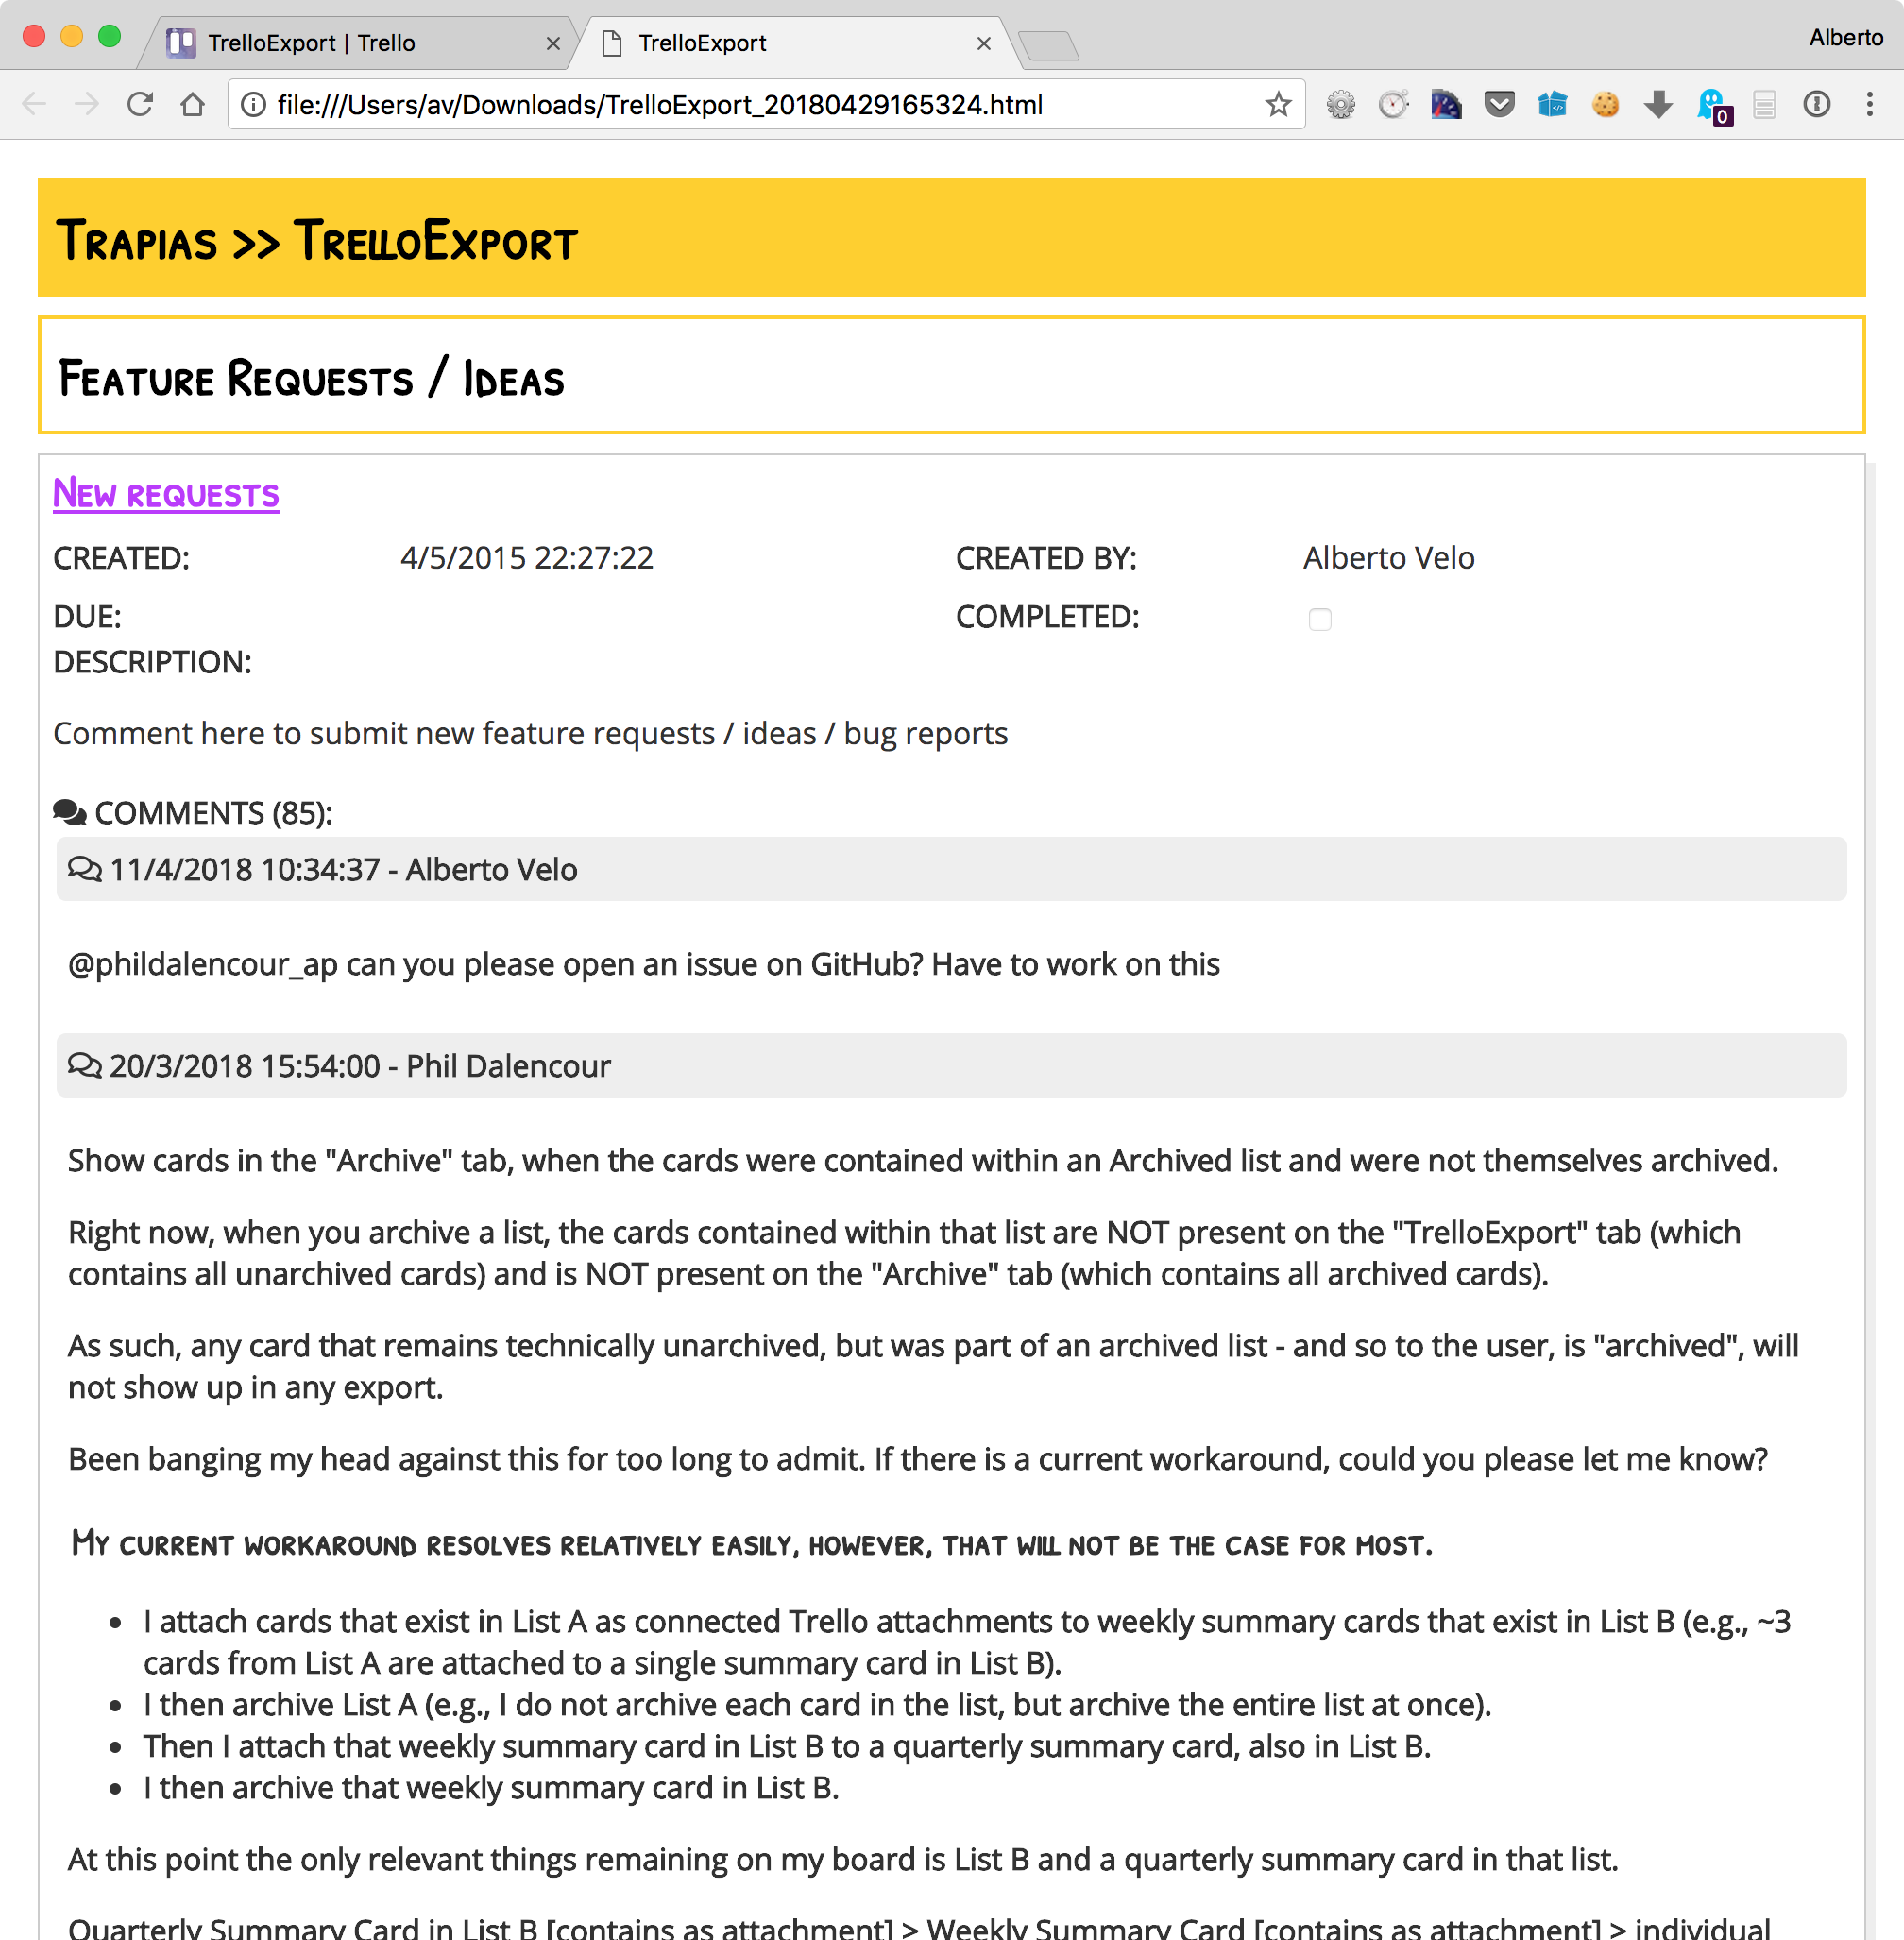 TrelloExport | Trello
TrelloExport
Alberto
file:///Users/av/Downloads/TrelloExport_20180429165324.html
0
Trapias >> TrelloExport
Feature Requests / Ideas
New requests
CREATED: 4/5/2015 22:27:22 CREATED BY: Alberto Velo
DUE: COMPLETED:
DESCRIPTION:
Comment here to submit new feature requests / ideas / bug reports
COMMENTS (85):
11/4/2018 10:34:37 - Alberto Velo
@phildalencour_ap can you please open an issue on GitHub? Have to work on this
20/3/2018 15:54:00 - Phil Dalencour
Show cards in the "Archive" tab, when the cards were contained within an Archived list and were not themselves archived.
Right now, when you archive a list, the cards contained within that list are NOT present on the "TrelloExport" tab (which
contains all unarchived cards) and is NOT present on the "Archive" tab (which contains all archived cards).
As such, any card that remains technically unarchived, but was part of an archived list - and so to the user, is "archived", will
not show up in any export.
Been banging my head against this for too long to admit. If there is a current workaround, could you please let me know?
My current workaround resolves relatively easily, however, that will not be the case for most.
• I attach cards that exist in List A as connected Trello attachments to weekly summary cards that exist in List B (e.g., ~3
cards from List A are attached to a single summary card in List B).
• I then archive List A (e.g., I do not archive each card in the list, but archive the entire list at once).
• Then I attach that weekly summary card in List B to a quarterly summary card, also in List B.
• I then archive that weekly summary card in List B.
At this point the only relevant things remaining on my board is List B and a quarterly summary card in that list.
Quarterly Summary Card in List B [contains as attachment] > Weekly Summary Card [contains as attachment] > individual